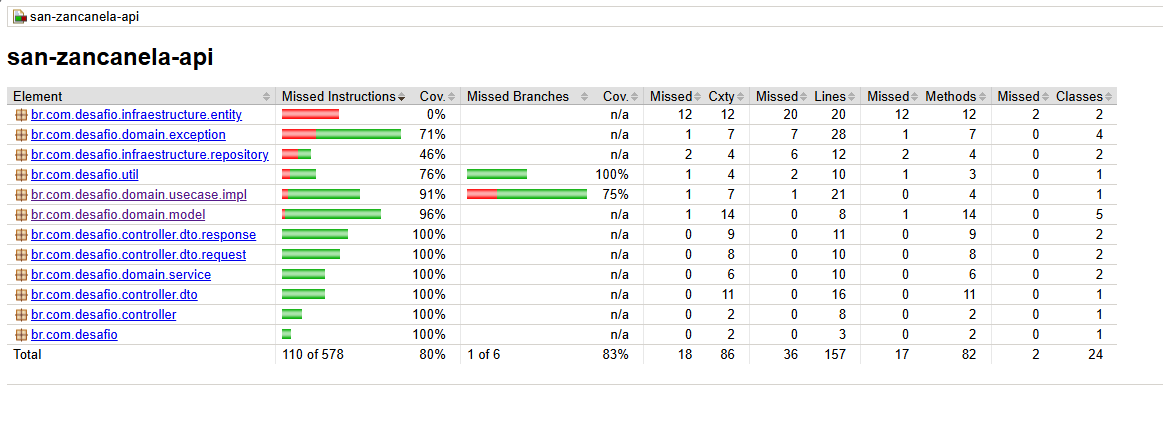 san-zancanela-api
san-zancanela-api
Element Missed Instructions Cov. Missed Branches Cov. Missed Cxty Missed Lines Missed Methods Missed Classes
br.com.desafio.infraestructure.entity 0% n/a 12 12 20 20 12 12 2 2
br.com.desafio.domain.exception 71% n/a 1 7 7 28 1 7 0 4
br.com.desafio.infraestructure.repository 46% n/a 2 4 6 12 2 4 0 2
br.com.desafio.util 76% 100% 1 4 2 10 1 3 0 1
br.com.desafio.domain.usecase.impl 91% 75% 1 7 1 21 0 4 0 1
br.com.desafio.domain.model 96% n/a 1 14 0 8 1 14 0 5
br.com.desafio.controller.dto.response 100% n/a 0 9 0 11 0 9 0 2
br.com.desafio.controller.dto.request 100% n/a 0 8 0 10 0 8 0 2
br.com.desafio.domain.service 100% n/a 0 6 0 10 0 6 0 2
br.com.desafio.controller.dto 100% n/a 0 11 0 16 0 11 0 1
br.com.desafio.controller 100% n/a 0 2 0 8 0 2 0 1
br.com.desafio 100% n/a 0 2 0 3 0 2 0 1
Total 110 of 578 80% 1 of 6 83% 18 86 36 157 17 82 2 24